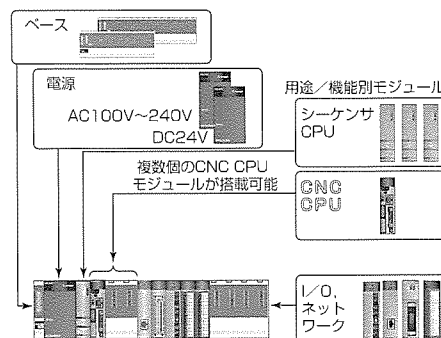 ベース
電源
AC100V～240V
DC24V
用途／機能別モジュール
シーケンサ
CPU
複数個のCNC CPU
モジュールが搭載可能
CNC
CPU
I/O,
ネット
ワーク